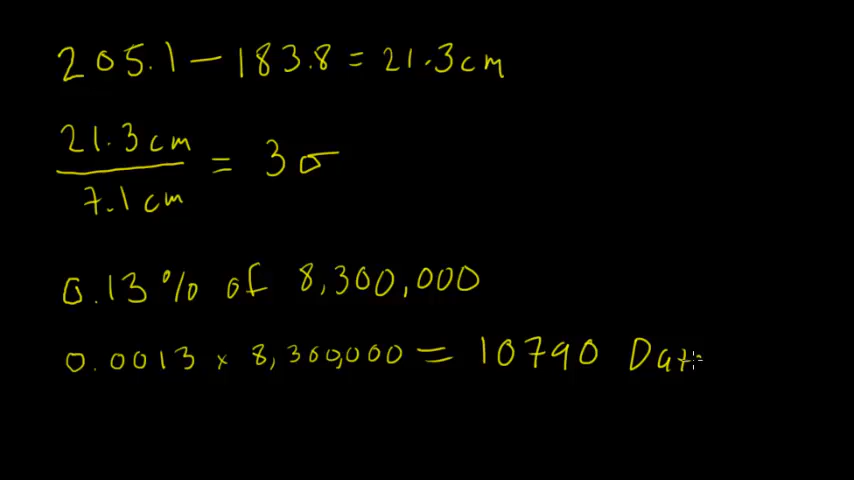 205.1 - 183.8 = 21.3cm
21.3cm
7.1cm
= 3σ
0.13% of 8,300,000
0.0013 x 8,300,000 = 10790 Dut